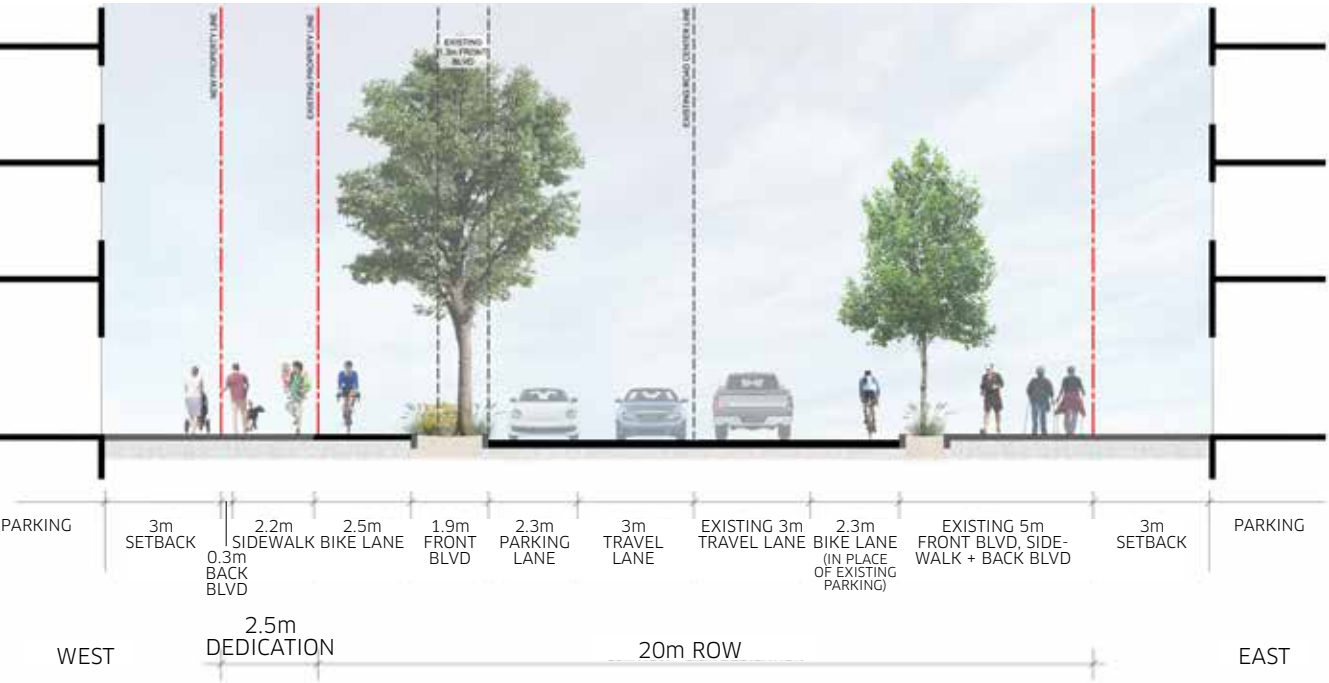 NEW PROPERTY LINE
EXISTING PROPERTY LINE
EXISTING
1.3m FRONT
BLVD
EXISTING ROAD CENTER LINE
PARKING
3m
SETBACK
0.3m
BACK
BLVD
2.2m
SIDEWALK
2.5m
BIKE LANE
1.9m
FRONT
BLVD
2.3m
PARKING
LANE
3m
TRAVEL
LANE
EXISTING 3m
TRAVEL LANE
2.3m
BIKE LANE
(IN PLACE
OF EXISTING
PARKING)
EXISTING 5m
FRONT BLVD, SIDE-
WALK + BACK BLVD
3m
SETBACK
PARKING
WEST
2.5m
DEDICATION
20m ROW
EAST